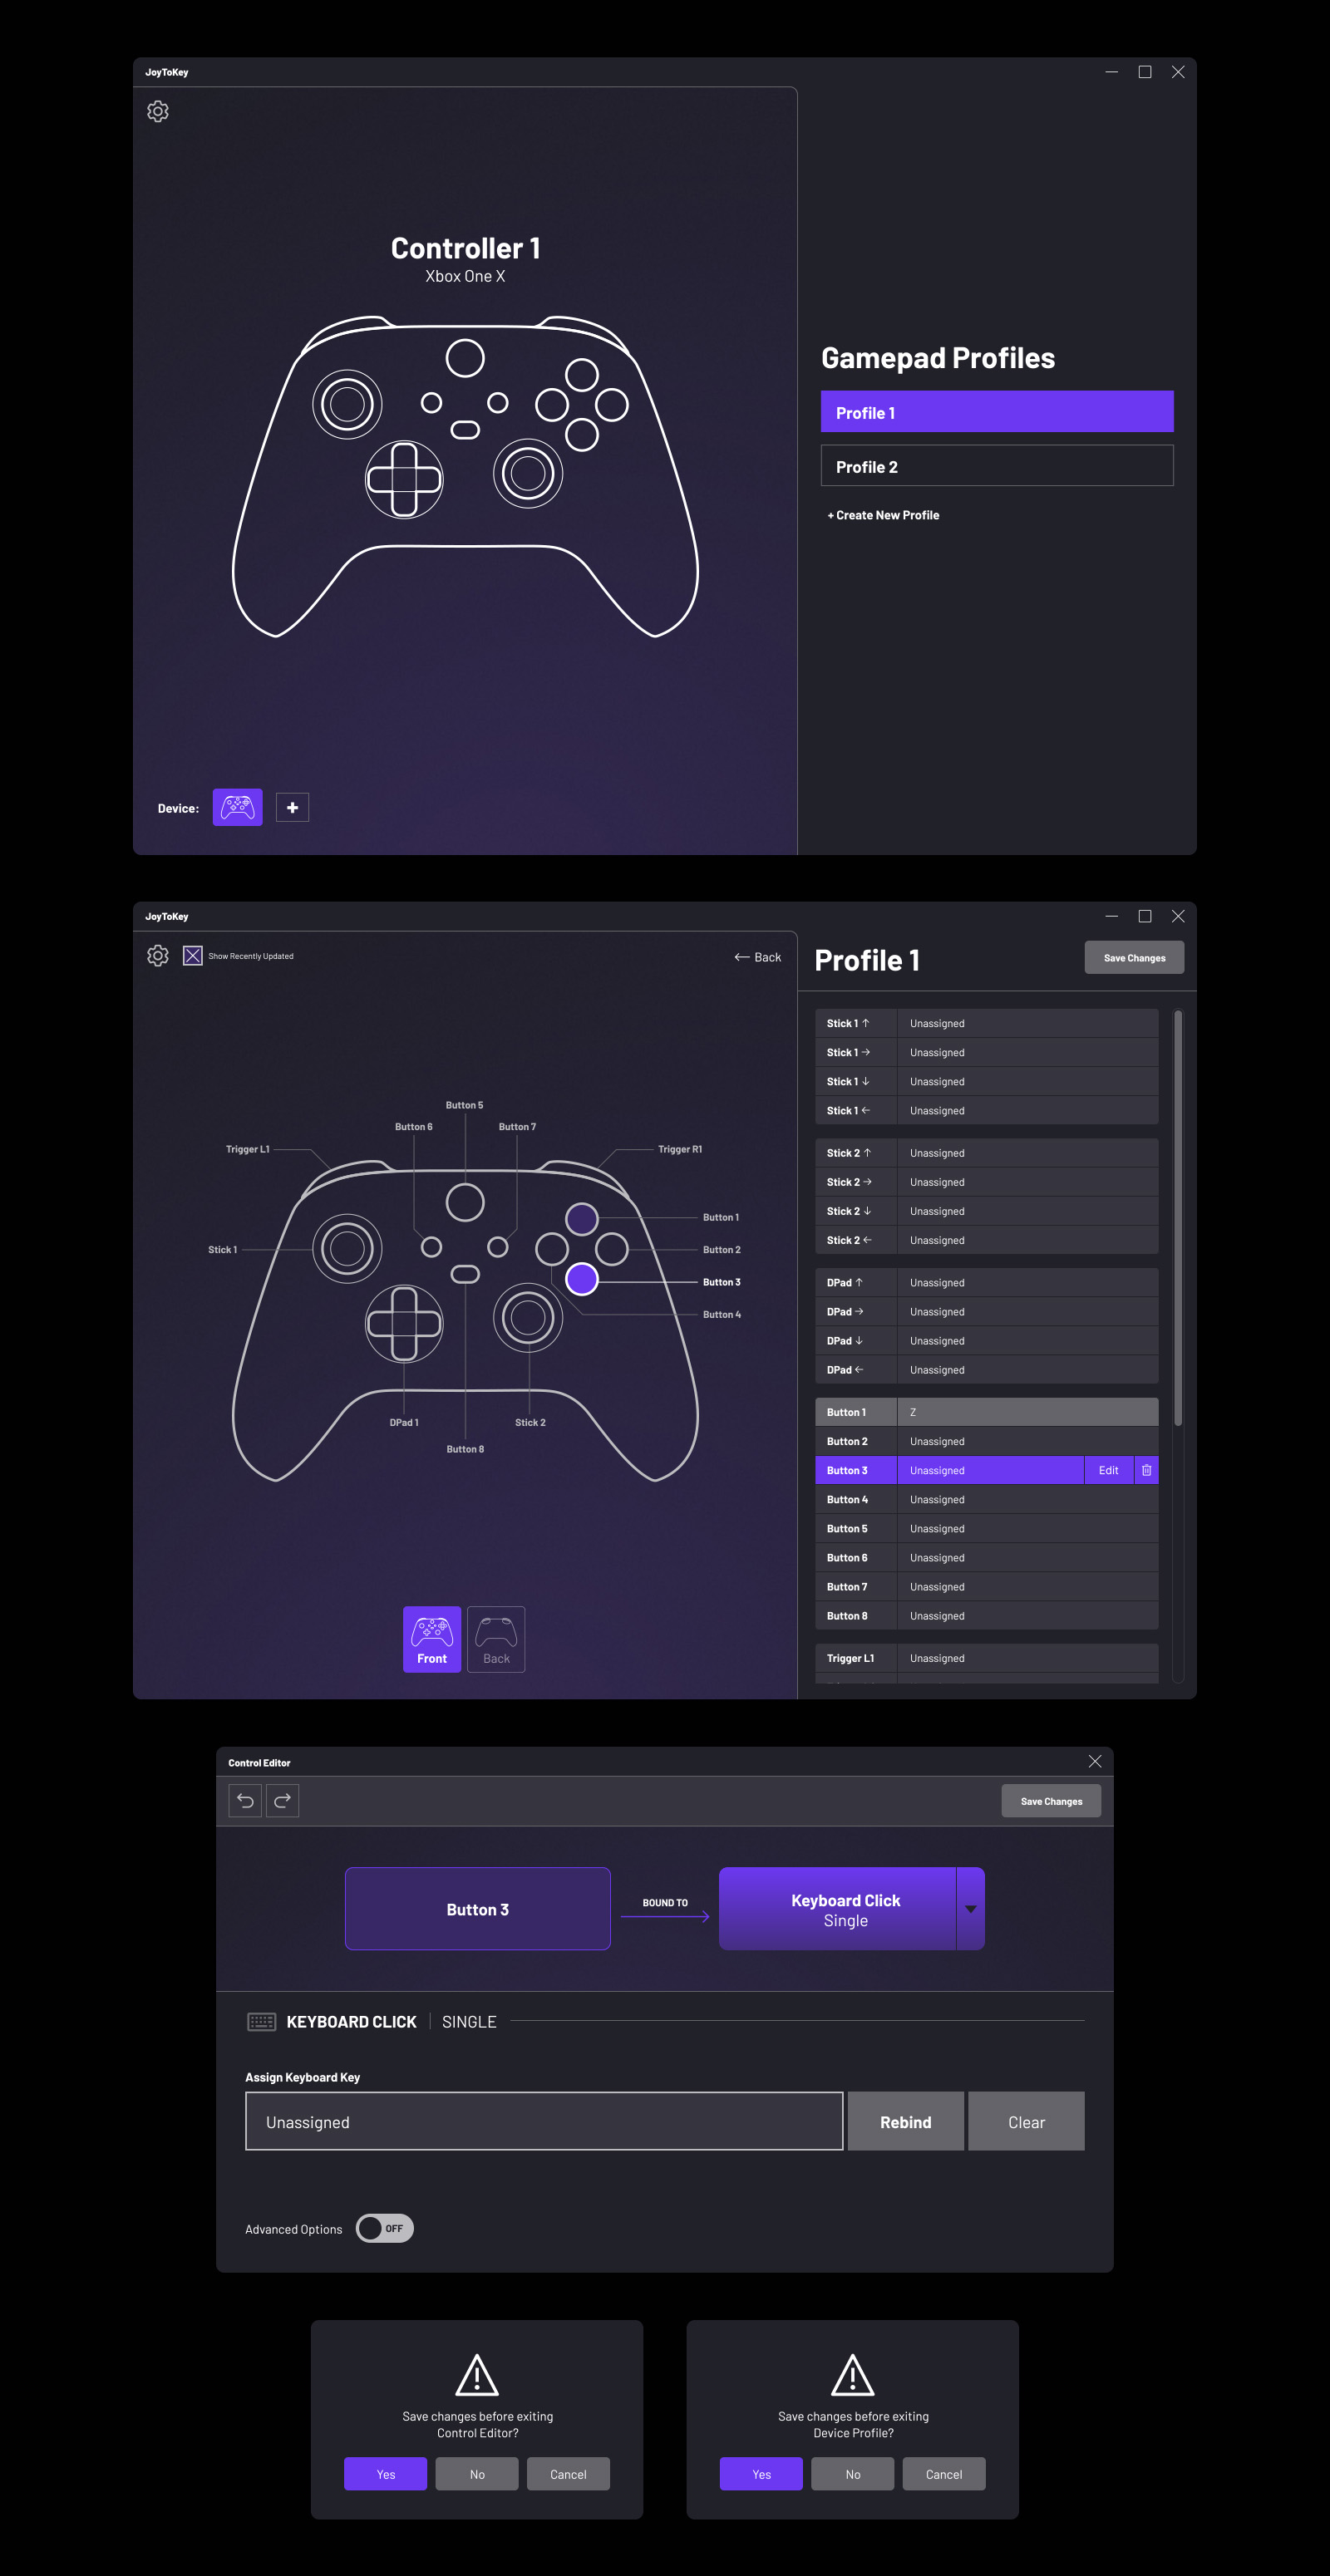 JoyToKey
Controller 1
Xbox One X
Gamepad Profiles
Profile 1
Profile 2
+ Create New Profile
Device:
JoyToKey
Show Recently Updated
← Back
Profile 1
Save Changes
Button 5
Button 6
Button 7
Trigger L1
Trigger R1
Button 1
Stick 1
Button 2
Button 3
Button 4
DPad 1
Stick 2
Button 8
Front
Back
Stick 1 ↑ Unassigned
Stick 1 → Unassigned
Stick 1 ↓ Unassigned
Stick 1 ← Unassigned
Stick 2 ↑ Unassigned
Stick 2 → Unassigned
Stick 2 ↓ Unassigned
Stick 2 ← Unassigned
DPad ↑ Unassigned
DPad → Unassigned
DPad ↓ Unassigned
DPad ← Unassigned
Button 1 Z
Button 2 Unassigned
Button 3 Unassigned Edit
Button 4 Unassigned
Button 5 Unassigned
Button 6 Unassigned
Button 7 Unassigned
Button 8 Unassigned
Trigger L1 Unassigned
Control Editor
Save Changes
Button 3
BOUND TO
Keyboard Click
Single
KEYBOARD CLICK | SINGLE
Assign Keyboard Key
Unassigned
Rebind
Clear
Advanced Options
OFF
Save changes before exiting
Control Editor?
Yes
No
Cancel
Save changes before exiting
Device Profile?
Yes
No
Cancel